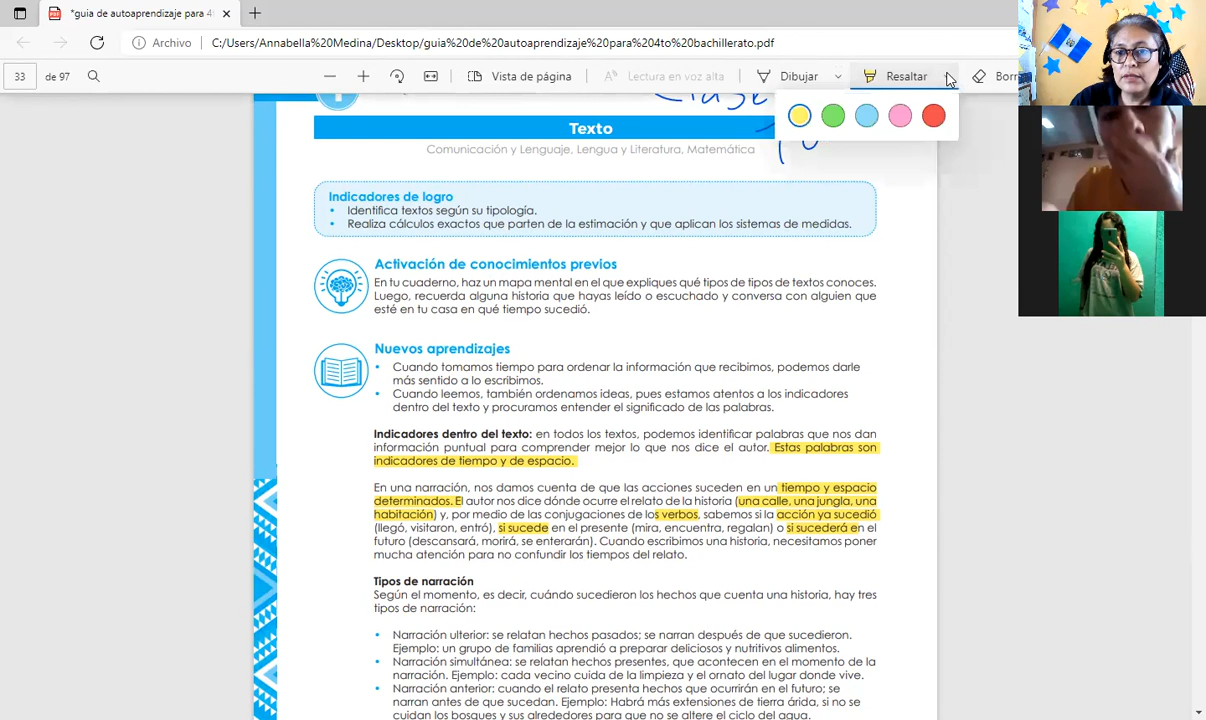 *guia de autoaprendizaje para 4
Archivo C:/Users/Annabella%20Medina/Desktop/guia%20de%20autoaprendizaje%20para%204to%20bachillerato.pdf
33 de 97 Vista de página Lectura en voz alta Dibujar Resaltar Borr
Clase
Texto
Comunicación y Lenguaje, Lengua y Literatura, Matemática
Indicadores de logro
• Identifica textos según su tipología.
• Realiza cálculos exactos que parten de la estimación y que aplican los sistemas de medidas.
Activación de conocimientos previos
En tu cuaderno, haz un mapa mental en el que expliques qué tipos de tipos de textos conoces.
Luego, recuerda alguna historia que hayas leído o escuchado y conversa con alguien que
esté en tu casa en qué tiempo sucedió.
Nuevos aprendizajes
• Cuando tomamos tiempo para ordenar la información que recibimos, podemos darle
más sentido a lo escribimos.
• Cuando leemos, también ordenamos ideas, pues estamos atentos a los indicadores
dentro del texto y procuramos entender el significado de las palabras.
Indicadores dentro del texto: en todos los textos, podemos identificar palabras que nos dan
información puntual para comprender mejor lo que nos dice el autor. Estas palabras son
indicadores de tiempo y de espacio.
En una narración, nos damos cuenta de que las acciones suceden en un tiempo y espacio
determinados. El autor nos dice dónde ocurre el relato de la historia (una calle, una jungla, una
habitación) y, por medio de las conjugaciones de los verbos, sabemos si la acción ya sucedió
(llegó, visitaron, entró), si sucede en el presente (mira, encuentra, regalan) o si sucederá en el
futuro (descansará, morirá, se enterarán). Cuando escribimos una historia, necesitamos poner
mucha atención para no confundir los tiempos del relato.
Tipos de narración
Según el momento, es decir, cuándo sucedieron los hechos que cuenta una historia, hay tres
tipos de narración:
• Narración ulterior: se relatan hechos pasados; se narran después de que sucedieron.
Ejemplo: un grupo de familias aprendió a preparar deliciosos y nutritivos alimentos.
• Narración simultánea: se relatan hechos presentes, que acontecen en el momento de la
narración. Ejemplo: cada vecino cuida de la limpieza y el ornato del lugar donde vive.
• Narración anterior: cuando el relato presenta hechos que ocurrirán en el futuro; se
narran antes de que sucedan. Ejemplo: Habrá más extensiones de tierra árida, si no se
cuidan los bosques y sus alrededores para que no se altere el ciclo del agua.